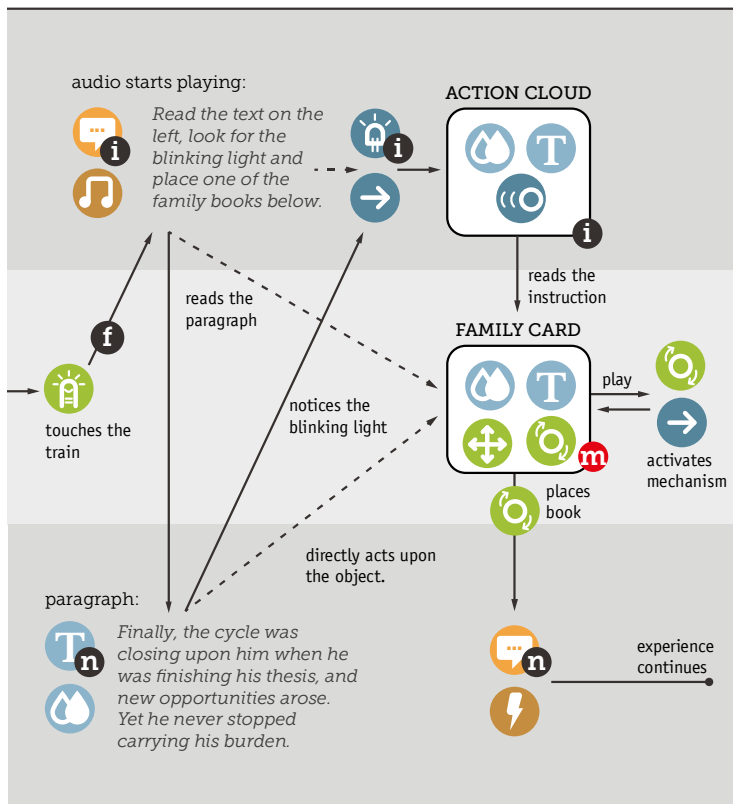 audio starts playing:
Read the text on the
left, look for the
blinking light and
place one of the
family books below.
i
i
ACTION CLOUD
T
i
reads the
instruction
reads the
paragraph
f
touches the
train
notices the
blinking light
FAMILY CARD
T
m
play
activates
mechanism
places
book
directly acts upon
the object.
paragraph:
T
n
Finally, the cycle was
closing upon him when he
was finishing his thesis, and
new opportunities arose.
Yet he never stopped
carrying his burden.
n
experience
continues